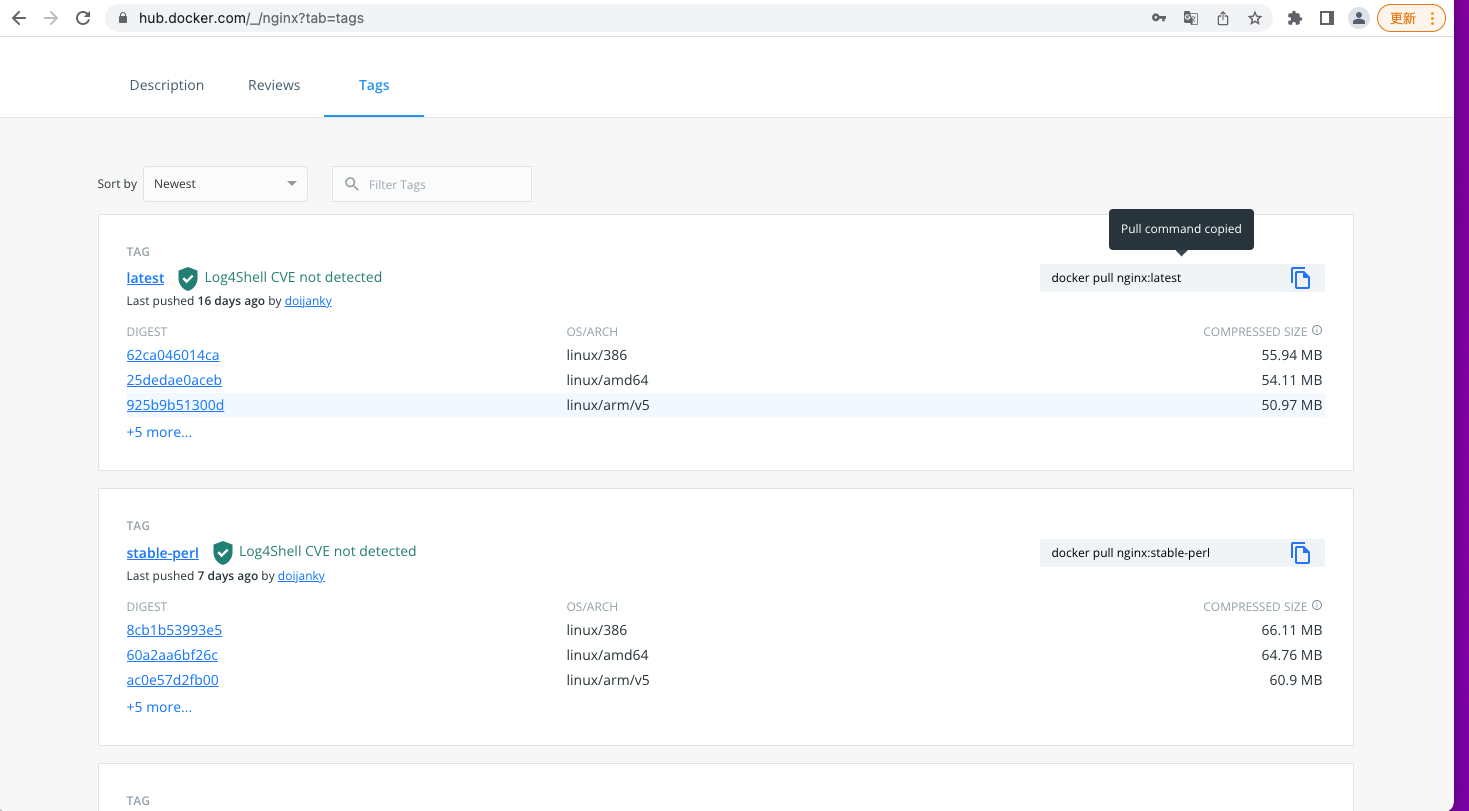 hub.docker.com/_/nginx?tab=tags
更新
Description Reviews Tags
Sort by Newest Filter Tags
Pull command copied
TAG
latest Log4Shell CVE not detected docker pull nginx:latest
Last pushed 16 days ago by doijanky
DIGEST OS/ARCH COMPRESSED SIZE
62ca046014ca linux/386 55.94 MB
25dedae0aceb linux/amd64 54.11 MB
925b9b51300d linux/arm/v5 50.97 MB
+5 more...
TAG
stable-perl Log4Shell CVE not detected docker pull nginx:stable-perl
Last pushed 7 days ago by doijanky
DIGEST OS/ARCH COMPRESSED SIZE
8cb1b53993e5 linux/386 66.11 MB
60a2aa6bf26c linux/amd64 64.76 MB
ac0e57d2fb00 linux/arm/v5 60.9 MB
+5 more...
TAG